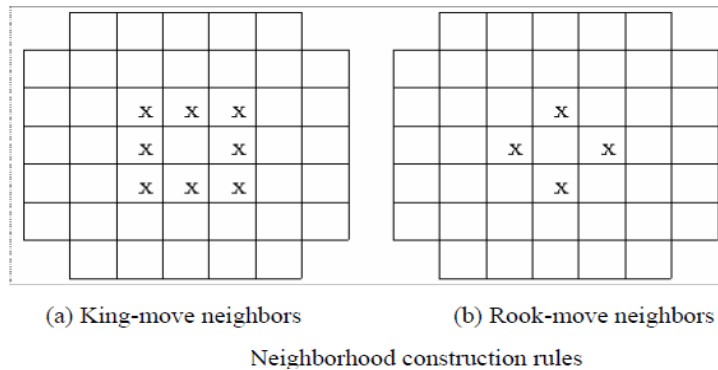 x x x x
x x x x
x x x x
(a) King-move neighbors (b) Rook-move neighbors
Neighborhood construction rules